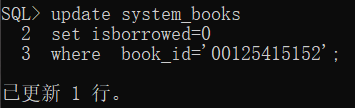 SQL> update system_books
  2  set isborrowed=0
  3  where  book_id='00125415152';
已更新 1 行。